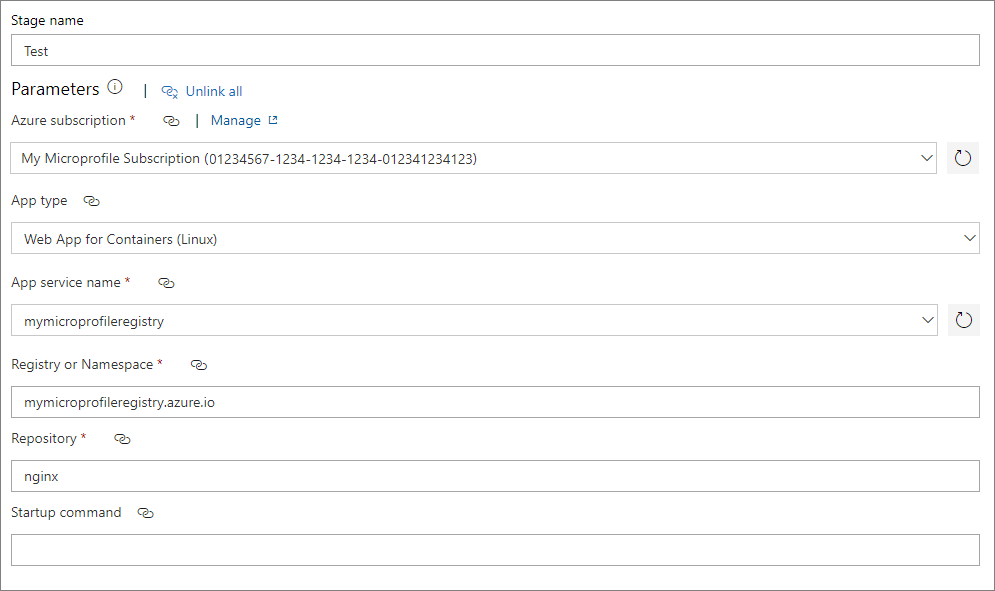 Stage name
Test
Parameters | Unlink all
Azure subscription * | Manage
My Microprofile Subscription (01234567-1234-1234-1234-012341234123)
App type
Web App for Containers (Linux)
App service name *
mymicroprofileregistry
Registry or Namespace *
mymicroprofileregistry.azure.io
Repository *
nginx
Startup command